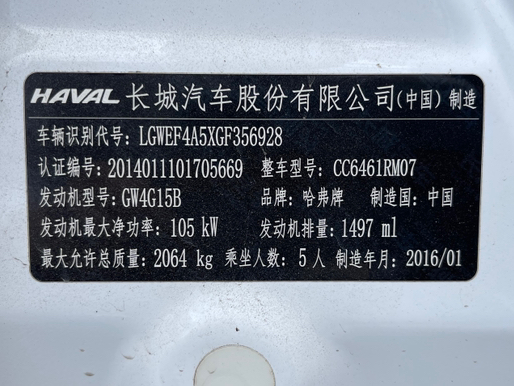 HAVAL 长城汽车股份有限公司(中国) 制造
车辆识别代号: LGWEF4A5XGF356928
认证编号: 2014011101705669 整车型号: CC6461RM07
发动机型号: GW4G15B 品牌: 哈弗牌 制造国: 中国
发动机最大净功率: 105 kW 发动机排量: 1497 ml
最大允许总质量: 2064 kg 乘坐人数: 5 人 制造年月: 2016/01